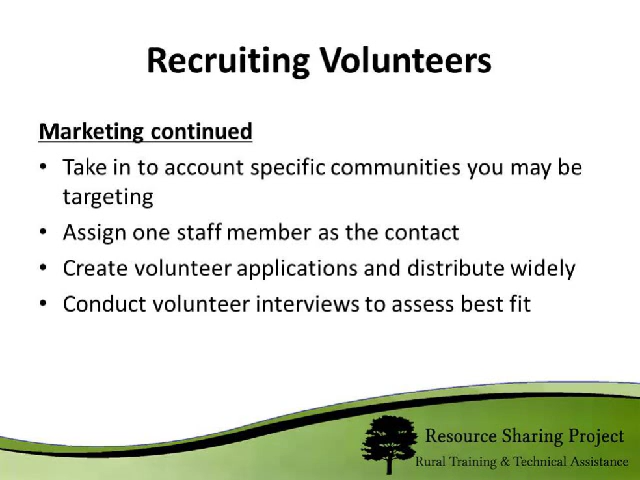 Recruiting Volunteers
Marketing continued
• Take in to account specific communities you may be
targeting
• Assign one staff member as the contact
• Create volunteer applications and distribute widely
• Conduct volunteer interviews to assess best fit
Resource Sharing Project
Rural Training & Technical Assistance